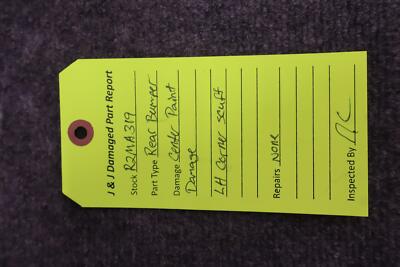 J & J Damaged Part Report
Stock R2MA319
Part Type Rear Bumper
Damage Center Paint
Damage
LH Corner scuff
Repairs None
Inspected By